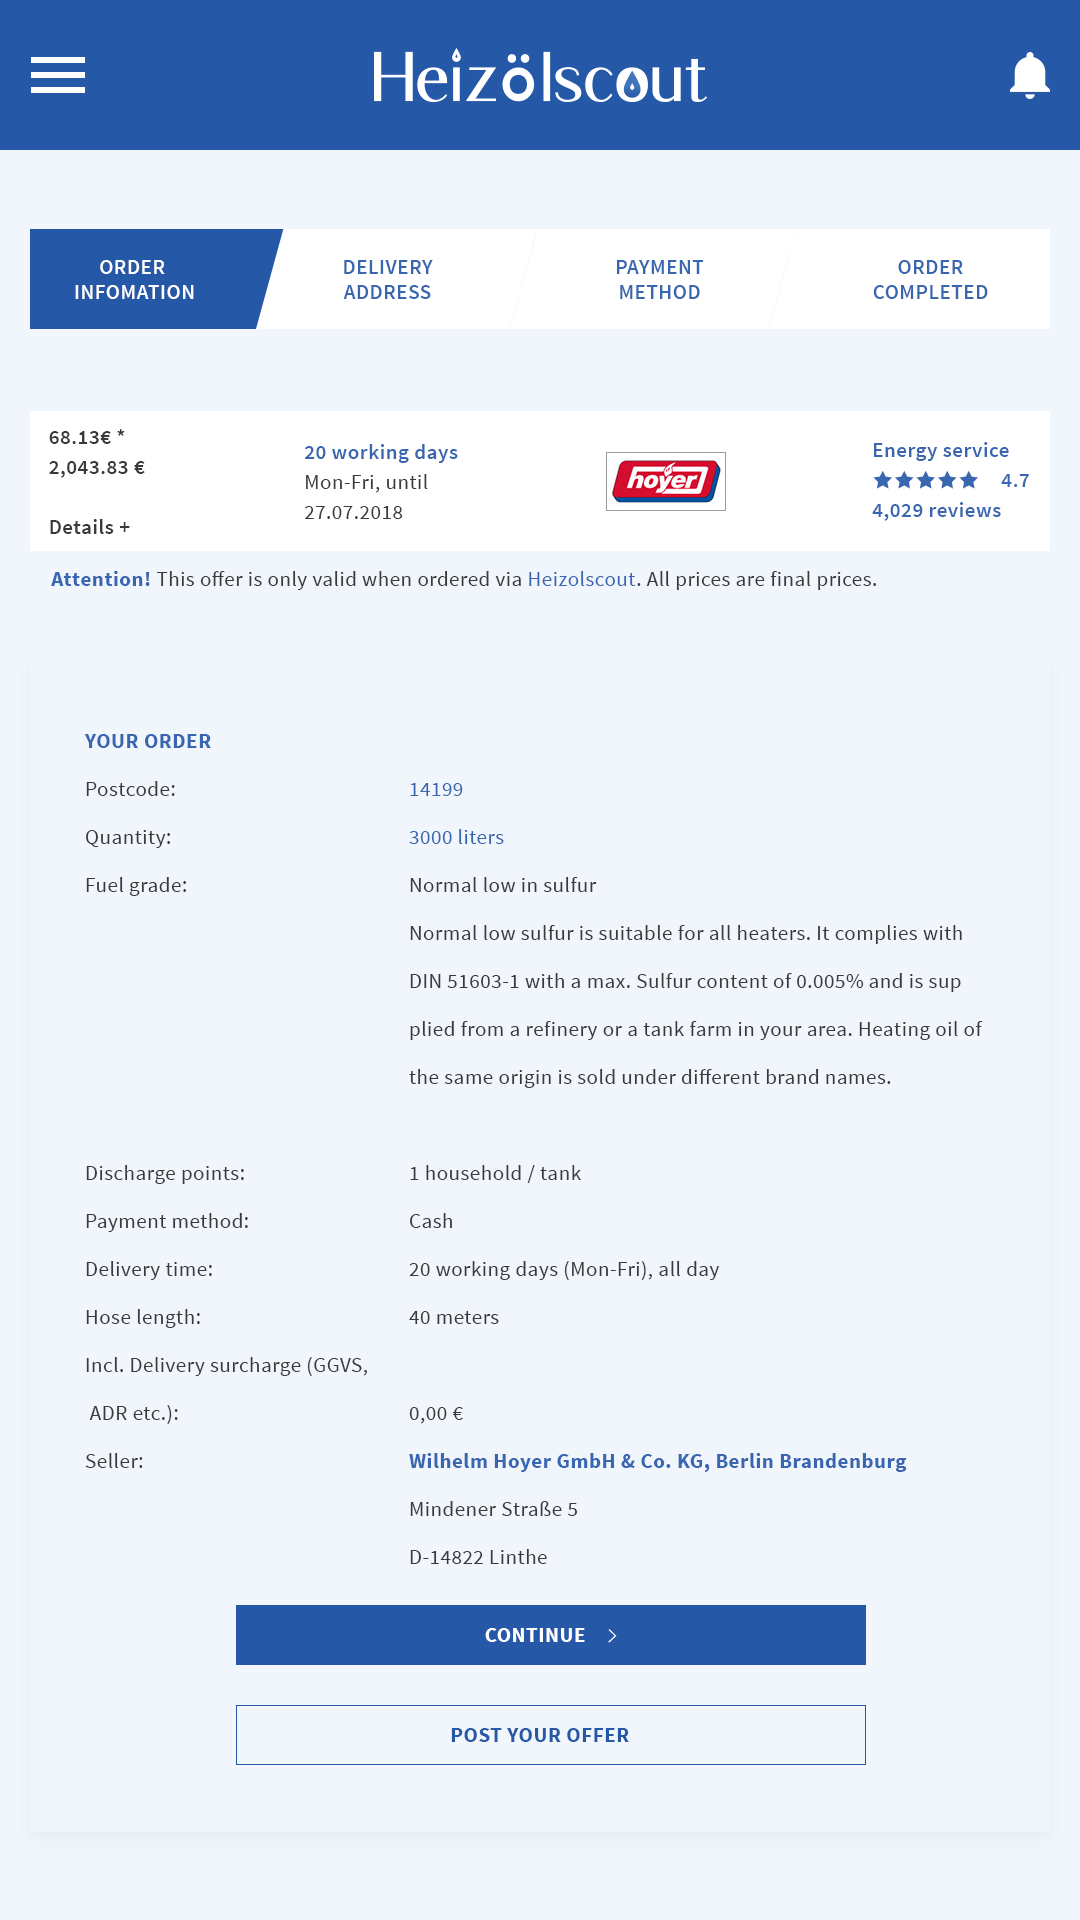 Heizölscout
ORDER
INFOMATION
DELIVERY
ADDRESS
PAYMENT
METHOD
ORDER
COMPLETED
68.13€ *
2,043.83 €
Details +
20 working days
Mon-Fri, until
27.07.2018
hoyer
Energy service
4.7
4,029 reviews
Attention! This offer is only valid when ordered via Heizolscout. All prices are final prices.
YOUR ORDER
Postcode: 14199
Quantity: 3000 liters
Fuel grade: Normal low in sulfur
Normal low sulfur is suitable for all heaters. It complies with
DIN 51603-1 with a max. Sulfur content of 0.005% and is sup
plied from a refinery or a tank farm in your area. Heating oil of
the same origin is sold under different brand names.
Discharge points: 1 household / tank
Payment method: Cash
Delivery time: 20 working days (Mon-Fri), all day
Hose length: 40 meters
Incl. Delivery surcharge (GGVS,
ADR etc.): 0,00 €
Seller: Wilhelm Hoyer GmbH & Co. KG, Berlin Brandenburg
Mindener Straße 5
D-14822 Linthe
CONTINUE
POST YOUR OFFER